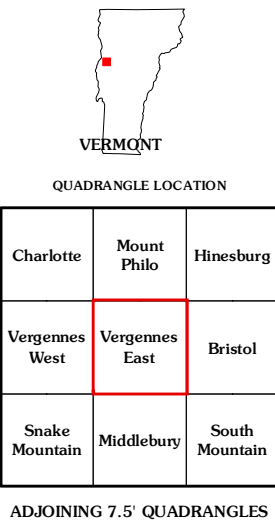 VERMONT
QUADRANGLE LOCATION
Charlotte
Mount
Philo
Hinesburg
Vergennes
West
Vergennes
East
Bristol
Snake
Mountain
Middlebury
South
Mountain
ADJOINING 7.5' QUADRANGLES